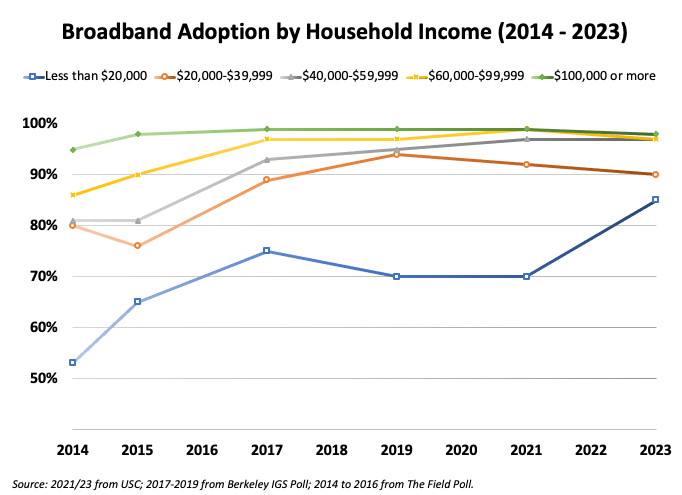 Broadband Adoption by Household Income (2014 - 2023)
Less than $20,000 $20,000-$39,999 $40,000-$59,999 $60,000-$99,999 $100,000 or more
100%
90%
80%
70%
60%
50%
2014 2015 2016 2017 2018 2019 2020 2021 2022 2023
Source: 2021/23 from USC; 2017-2019 from Berkeley IGS Poll; 2014 to 2016 from The Field Poll.